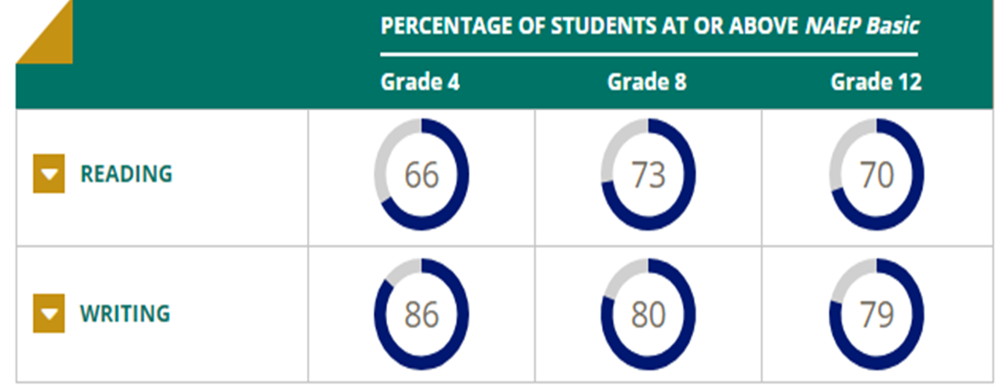 PERCENTAGE OF STUDENTS AT OR ABOVE NAEP Basic
Grade 4 Grade 8 Grade 12
READING 66 73 70
WRITING 86 80 79